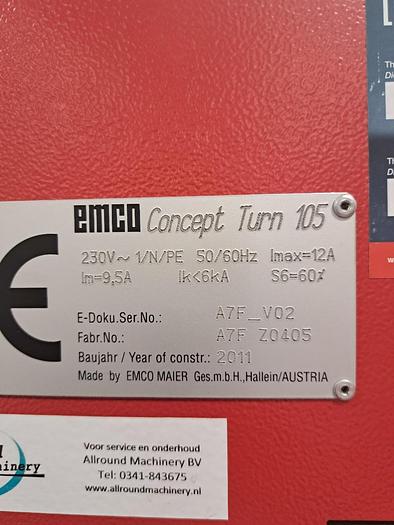 emco Concept Turn 105
230V~ 1/N/PE 50/60Hz Imax=12A
Im=9,5A Ik<6kA S6=60%
E-Doku.Ser.No.: A7F_V02
Fabr.No.: A7F Z0405
Baujahr / Year of constr.: 2011
Made by EMCO MAIER Ges.m.b.H.,Hallein/AUSTRIA
CE
Voor service en onderhoud
Allround Machinery BV
Tel: 0341-843675
www.allroundmachinery.nl